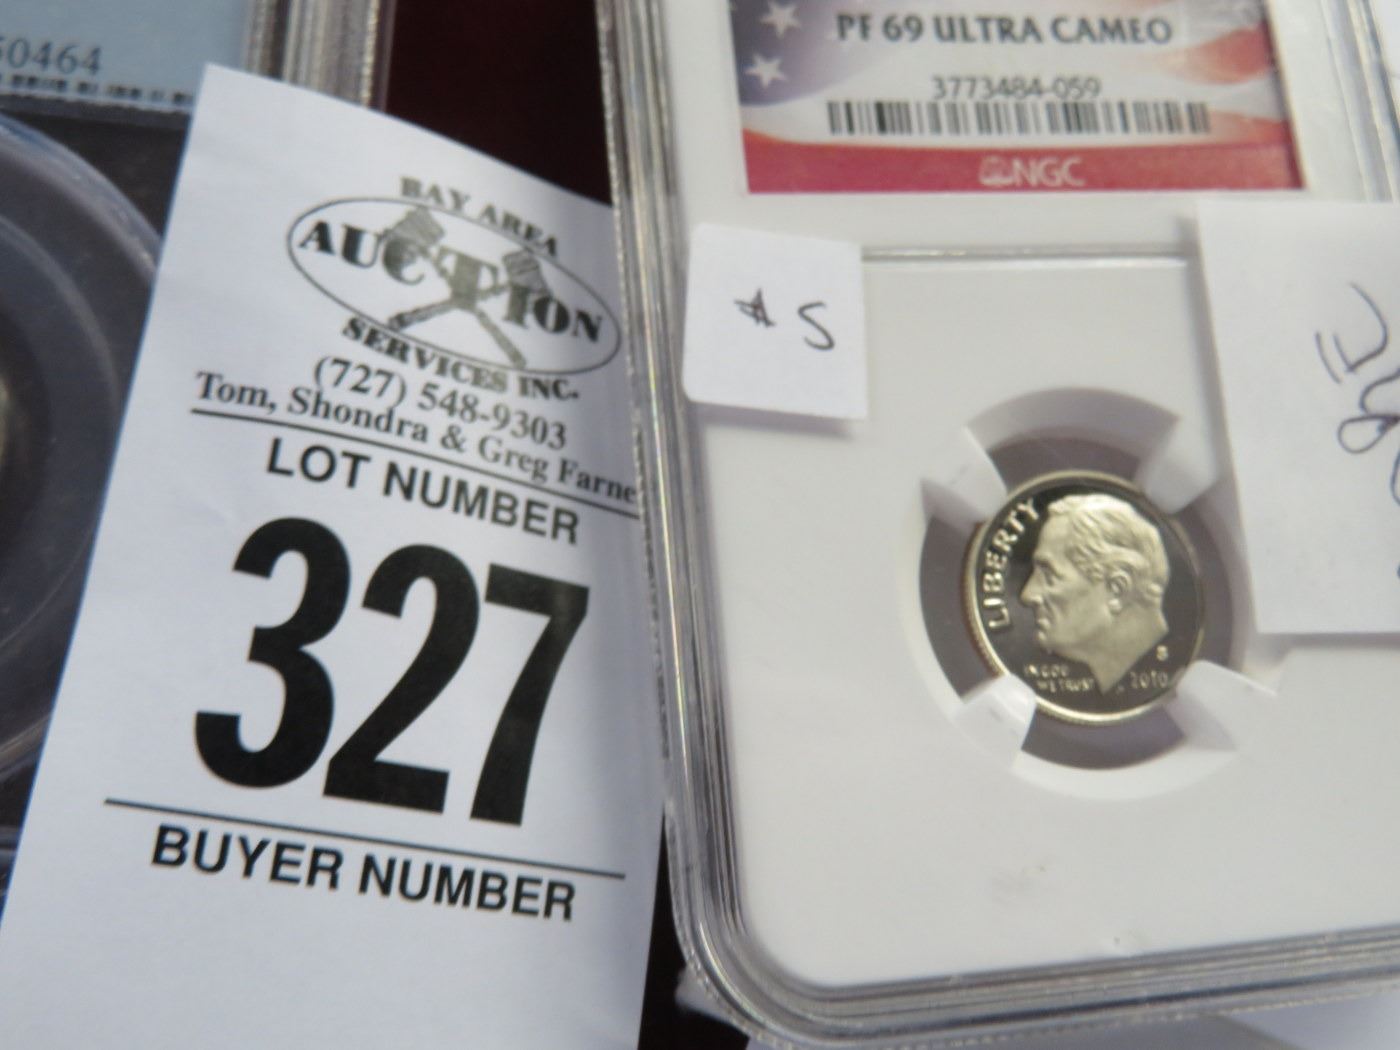 50464
BAY AREA
AUCTION
SERVICES INC.
(727) 548-9303
Tom, Shondra & Greg Farne
LOT NUMBER
327
BUYER NUMBER
PF 69 ULTRA CAMEO
3773484-059
NGC
$5
LIBERTY
IN GOD
WE TRUST
S
2010